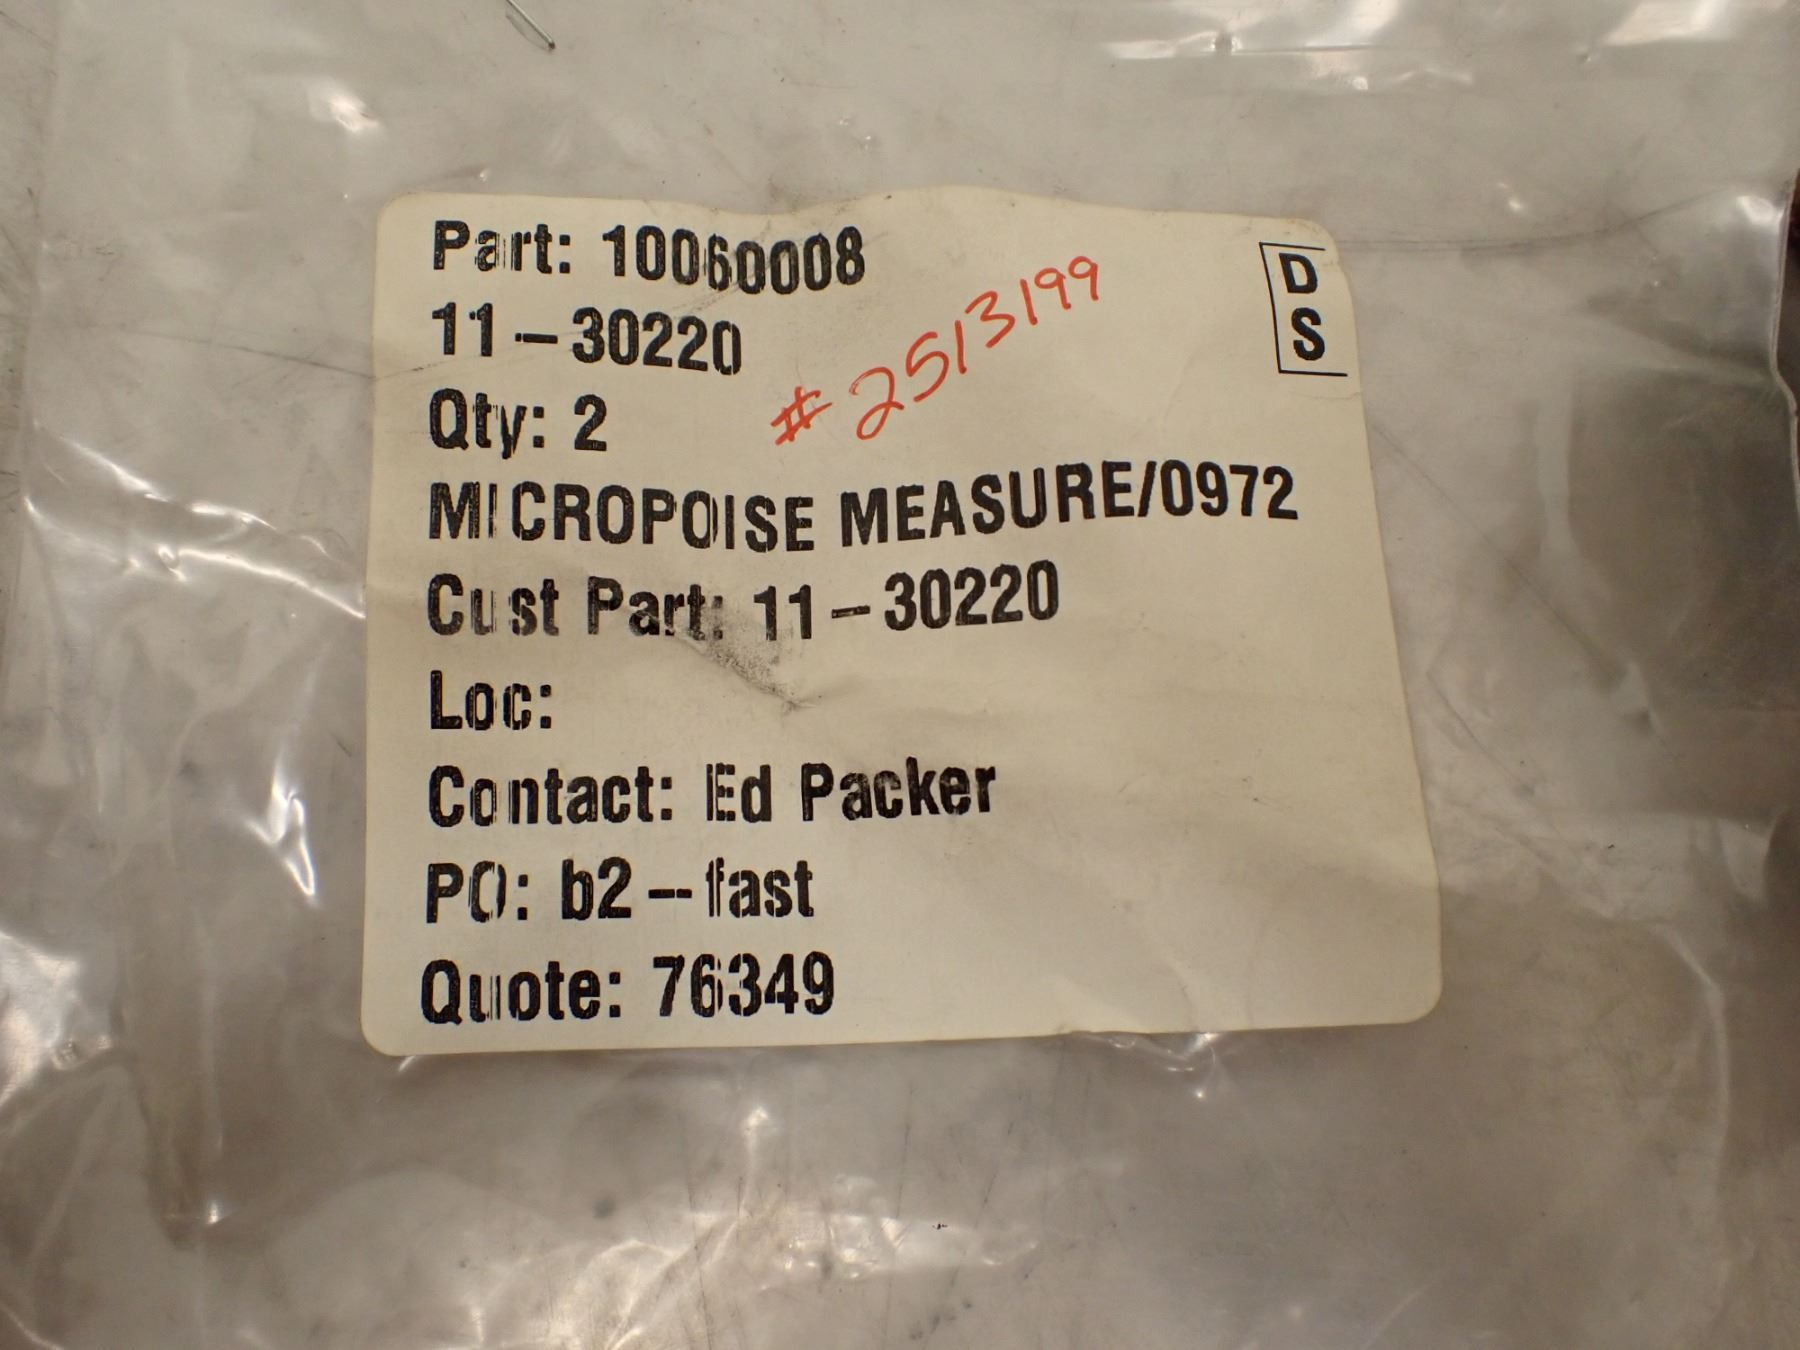 Part: 10060008
11-30220
Qty: 2
#2513199
D
S
MICROPOISE MEASURE/0972
Cust Part: 11-30220
Loc:
Contact: Ed Packer
PO: b2-fast
Quote: 76349